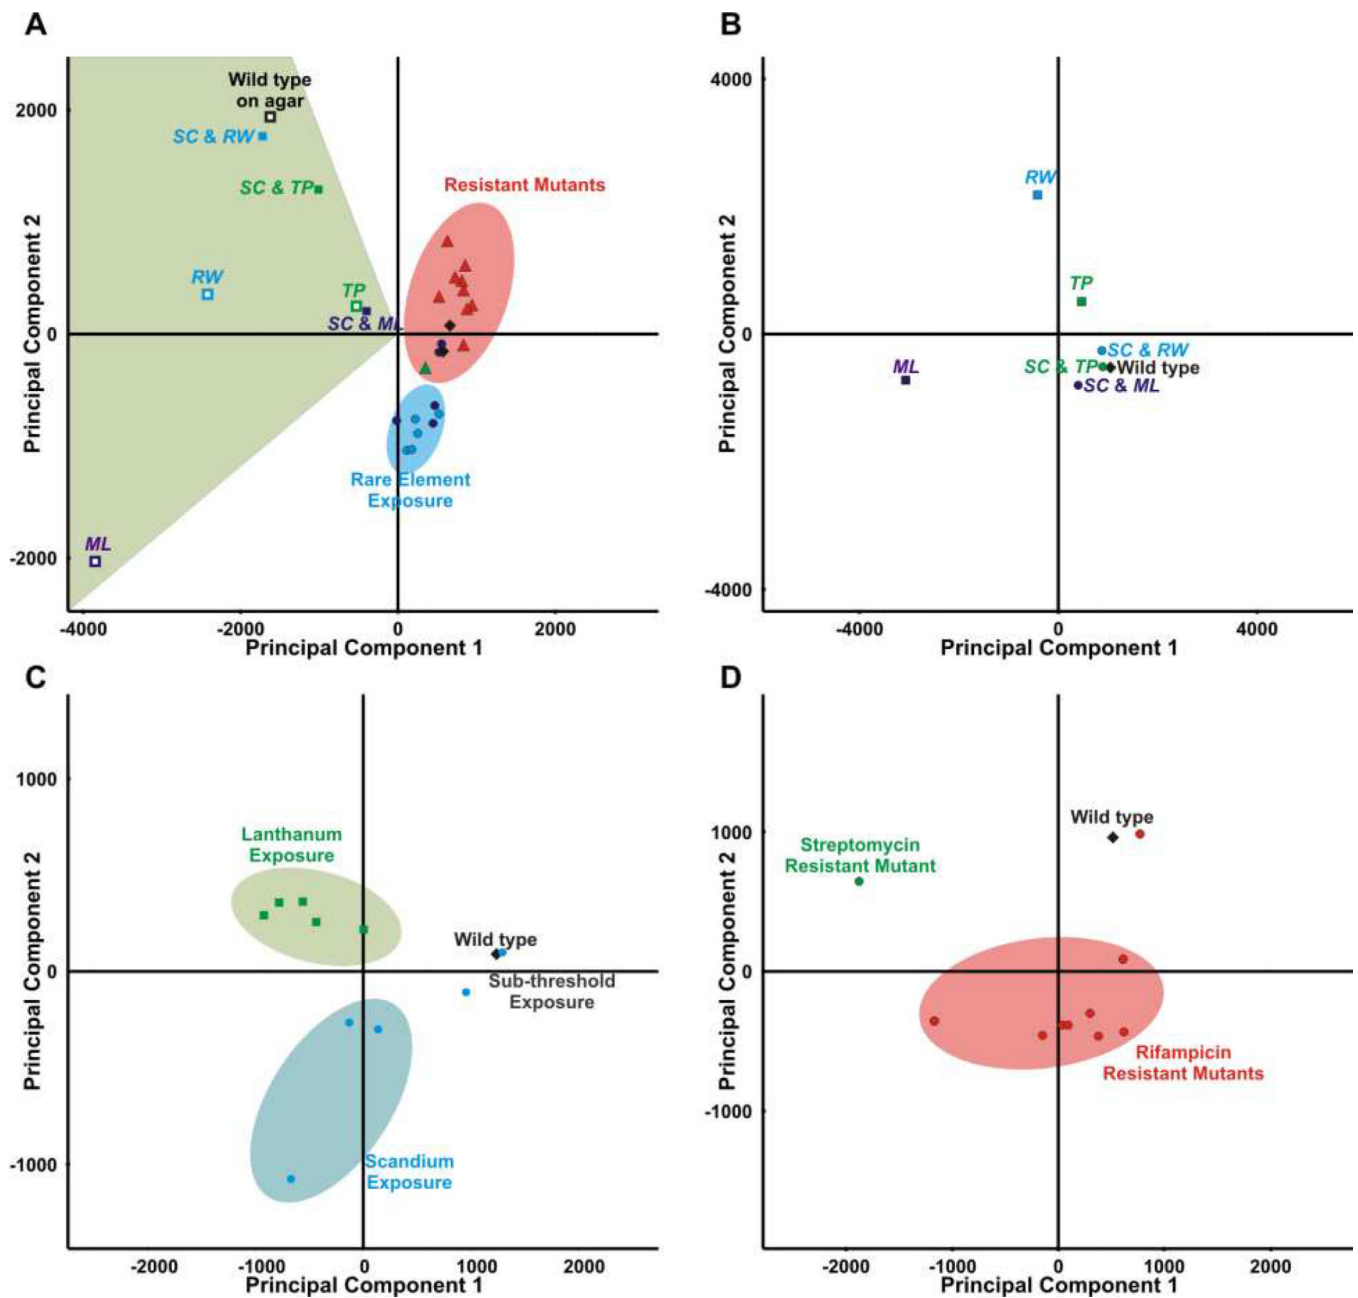 A
Wild type
on agar
SC & RW
SC & TP
Resistant Mutants
RW
TP
SC & ML
Rare Element
Exposure
ML
2000
0
-2000
-4000
-2000
0
2000
Principal Component 1
Principal Component 2
B
4000
0
-4000
RW
TP
SC & RW
ML
SC & TP
Wild type
SC & ML
-4000
0
4000
Principal Component 1
Principal Component 2
C
1000
0
-1000
Lanthanum
Exposure
Wild type
Sub-threshold
Exposure
Scandium
Exposure
-2000
-1000
0
1000
2000
Principal Component 1
Principal Component 2
D
1000
0
-1000
Wild type
Streptomycin
Resistant Mutant
Rifampicin
Resistant Mutants
-2000
-1000
0
1000
2000
Principal Component 1
Principal Component 2